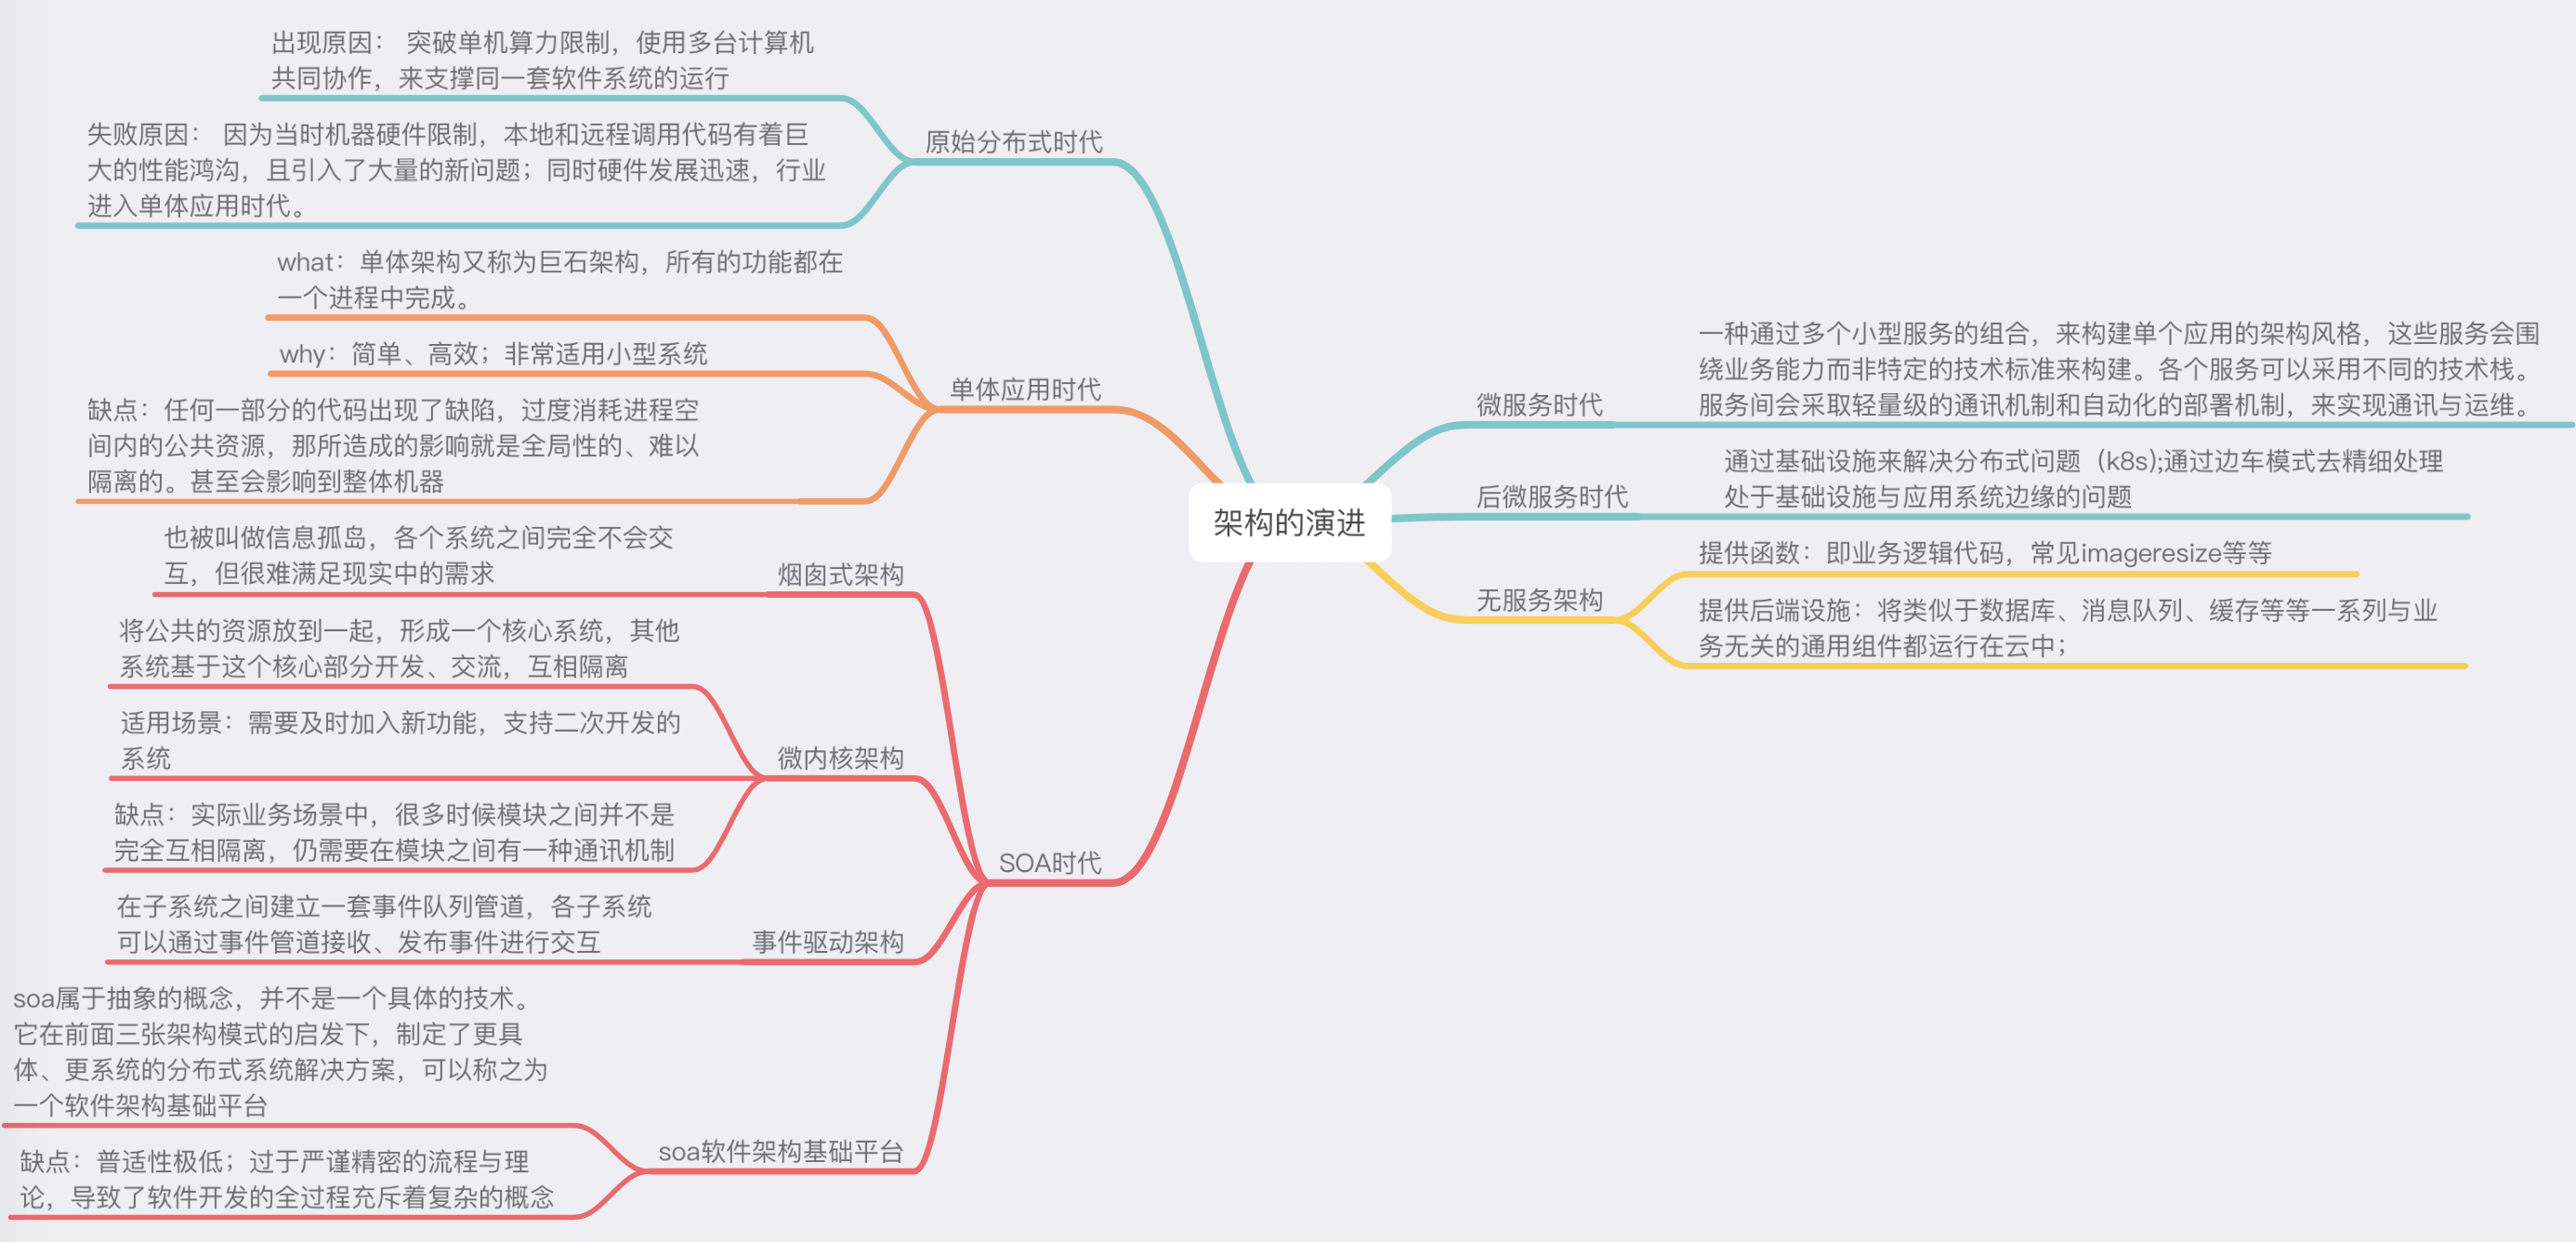 架构的演进
原始分布式时代
出现原因： 突破单机算力限制，使用多台计算机
共同协作，来支撑同一套软件系统的运行
失败原因： 因为当时机器硬件限制，本地和远程调用代码有着巨
大的性能鸿沟，且引入了大量的新问题；同时硬件发展迅速，行业
进入单体应用时代。
单体应用时代
what：单体架构又称为巨石架构，所有的功能都在
一个进程中完成。
why：简单、高效；非常适用小型系统
缺点：任何一部分的代码出现了缺陷，过度消耗进程空
间内的公共资源，那所造成的影响就是全局性的、难以
隔离的。甚至会影响到整体机器
SOA时代
烟囱式架构
也被叫做信息孤岛，各个系统之间完全不会交
互，但很难满足现实中的需求
微内核架构
将公共的资源放到一起，形成一个核心系统，其他
系统基于这个核心部分开发、交流，互相隔离
适用场景：需要及时加入新功能，支持二次开发的
系统
缺点：实际业务场景中，很多时候模块之间并不是
完全互相隔离，仍需要在模块之间有一种通讯机制
事件驱动架构
在子系统之间建立一套事件队列管道，各子系统
可以通过事件管道接收、发布事件进行交互
soa软件架构基础平台
soa属于抽象的概念，并不是一个具体的技术。
它在前面三张架构模式的启发下，制定了更具
体、更系统的分布式系统解决方案，可以称之为
一个软件架构基础平台
缺点：普适性极低；过于严谨精密的流程与理
论，导致了软件开发的全过程充斥着复杂的概念
微服务时代
一种通过多个小型服务的组合，来构建单个应用的架构风格，这些服务会围
绕业务能力而非特定的技术标准来构建。各个服务可以采用不同的技术栈。
服务间会采取轻量级的通讯机制和自动化的部署机制，来实现通讯与运维。
后微服务时代
通过基础设施来解决分布式问题（k8s);通过边车模式去精细处理
处于基础设施与应用系统边缘的问题
无服务架构
提供函数：即业务逻辑代码，常见imageresize等等
提供后端设施：将类似于数据库、消息队列、缓存等等一系列与业
务无关的通用组件都运行在云中；